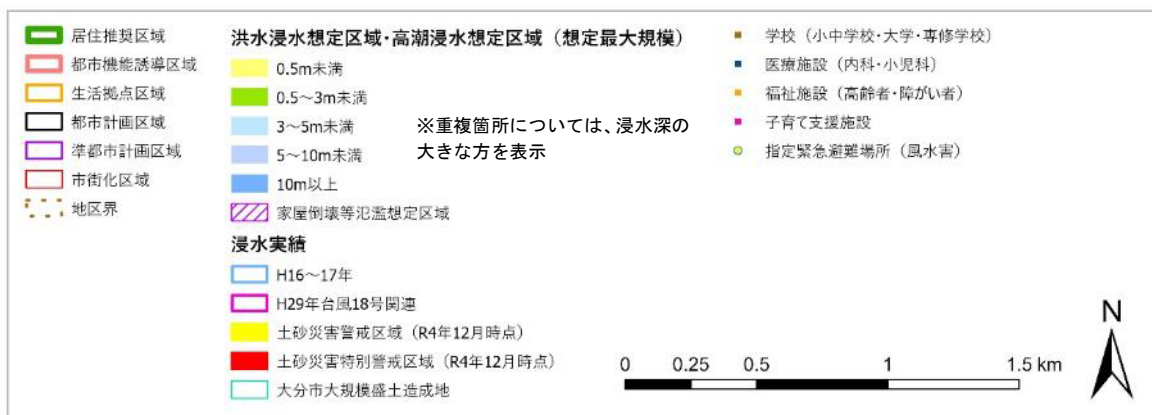 居住推奨区域
都市機能誘導区域
生活拠点区域
都市計画区域
準都市計画区域
市街化区域
地区界
洪水浸水想定区域・高潮浸水想定区域（想定最大規模）
0.5m未満
0.5～3m未満
3～5m未満
5～10m未満
10m以上
家屋倒壊等氾濫想定区域
※重複箇所については、浸水深の
大きな方を表示
浸水実績
H16～17年
H29年台風18号関連
土砂災害警戒区域（R4年12月時点）
土砂災害特別警戒区域（R4年12月時点）
大分市大規模盛土造成地
学校（小中学校・大学・専修学校）
医療施設（内科・小児科）
福祉施設（高齢者・障がい者）
子育て支援施設
指定緊急避難場所（風水害）
0 0.25 0.5 1 1.5 km
N